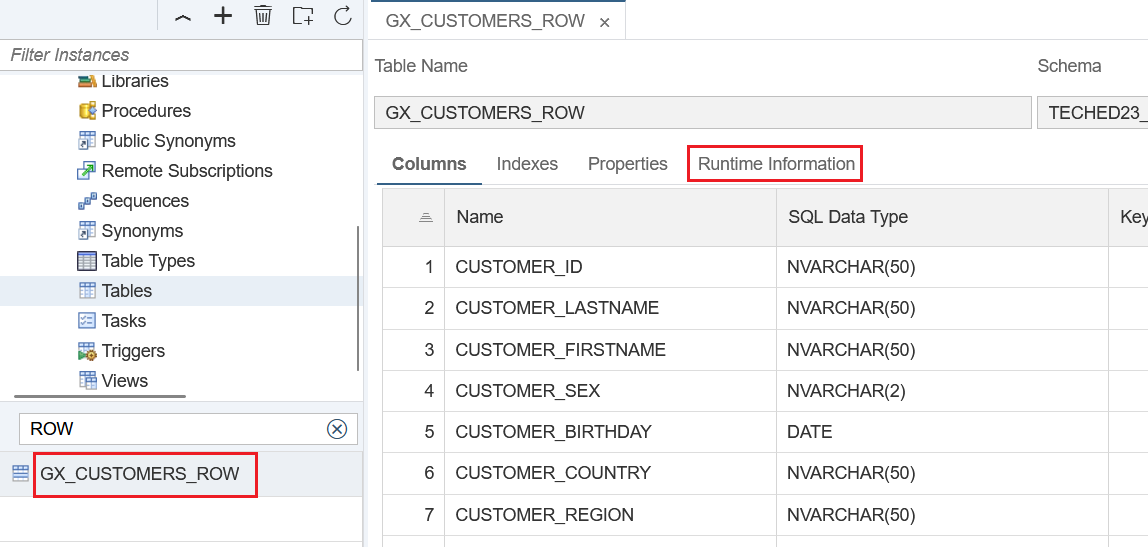 Filter Instances
Libraries
Procedures
Public Synonyms
Remote Subscriptions
Sequences
Synonyms
Table Types
Tables
Tasks
Triggers
Views
ROW
GX_CUSTOMERS_ROW
GX_CUSTOMERS_ROW
Table Name Schema
GX_CUSTOMERS_ROW TECHED23_
Columns Indexes Properties Runtime Information
Name SQL Data Type Key
1 CUSTOMER_ID NVARCHAR(50)
2 CUSTOMER_LASTNAME NVARCHAR(50)
3 CUSTOMER_FIRSTNAME NVARCHAR(50)
4 CUSTOMER_SEX NVARCHAR(2)
5 CUSTOMER_BIRTHDAY DATE
6 CUSTOMER_COUNTRY NVARCHAR(50)
7 CUSTOMER_REGION NVARCHAR(50)